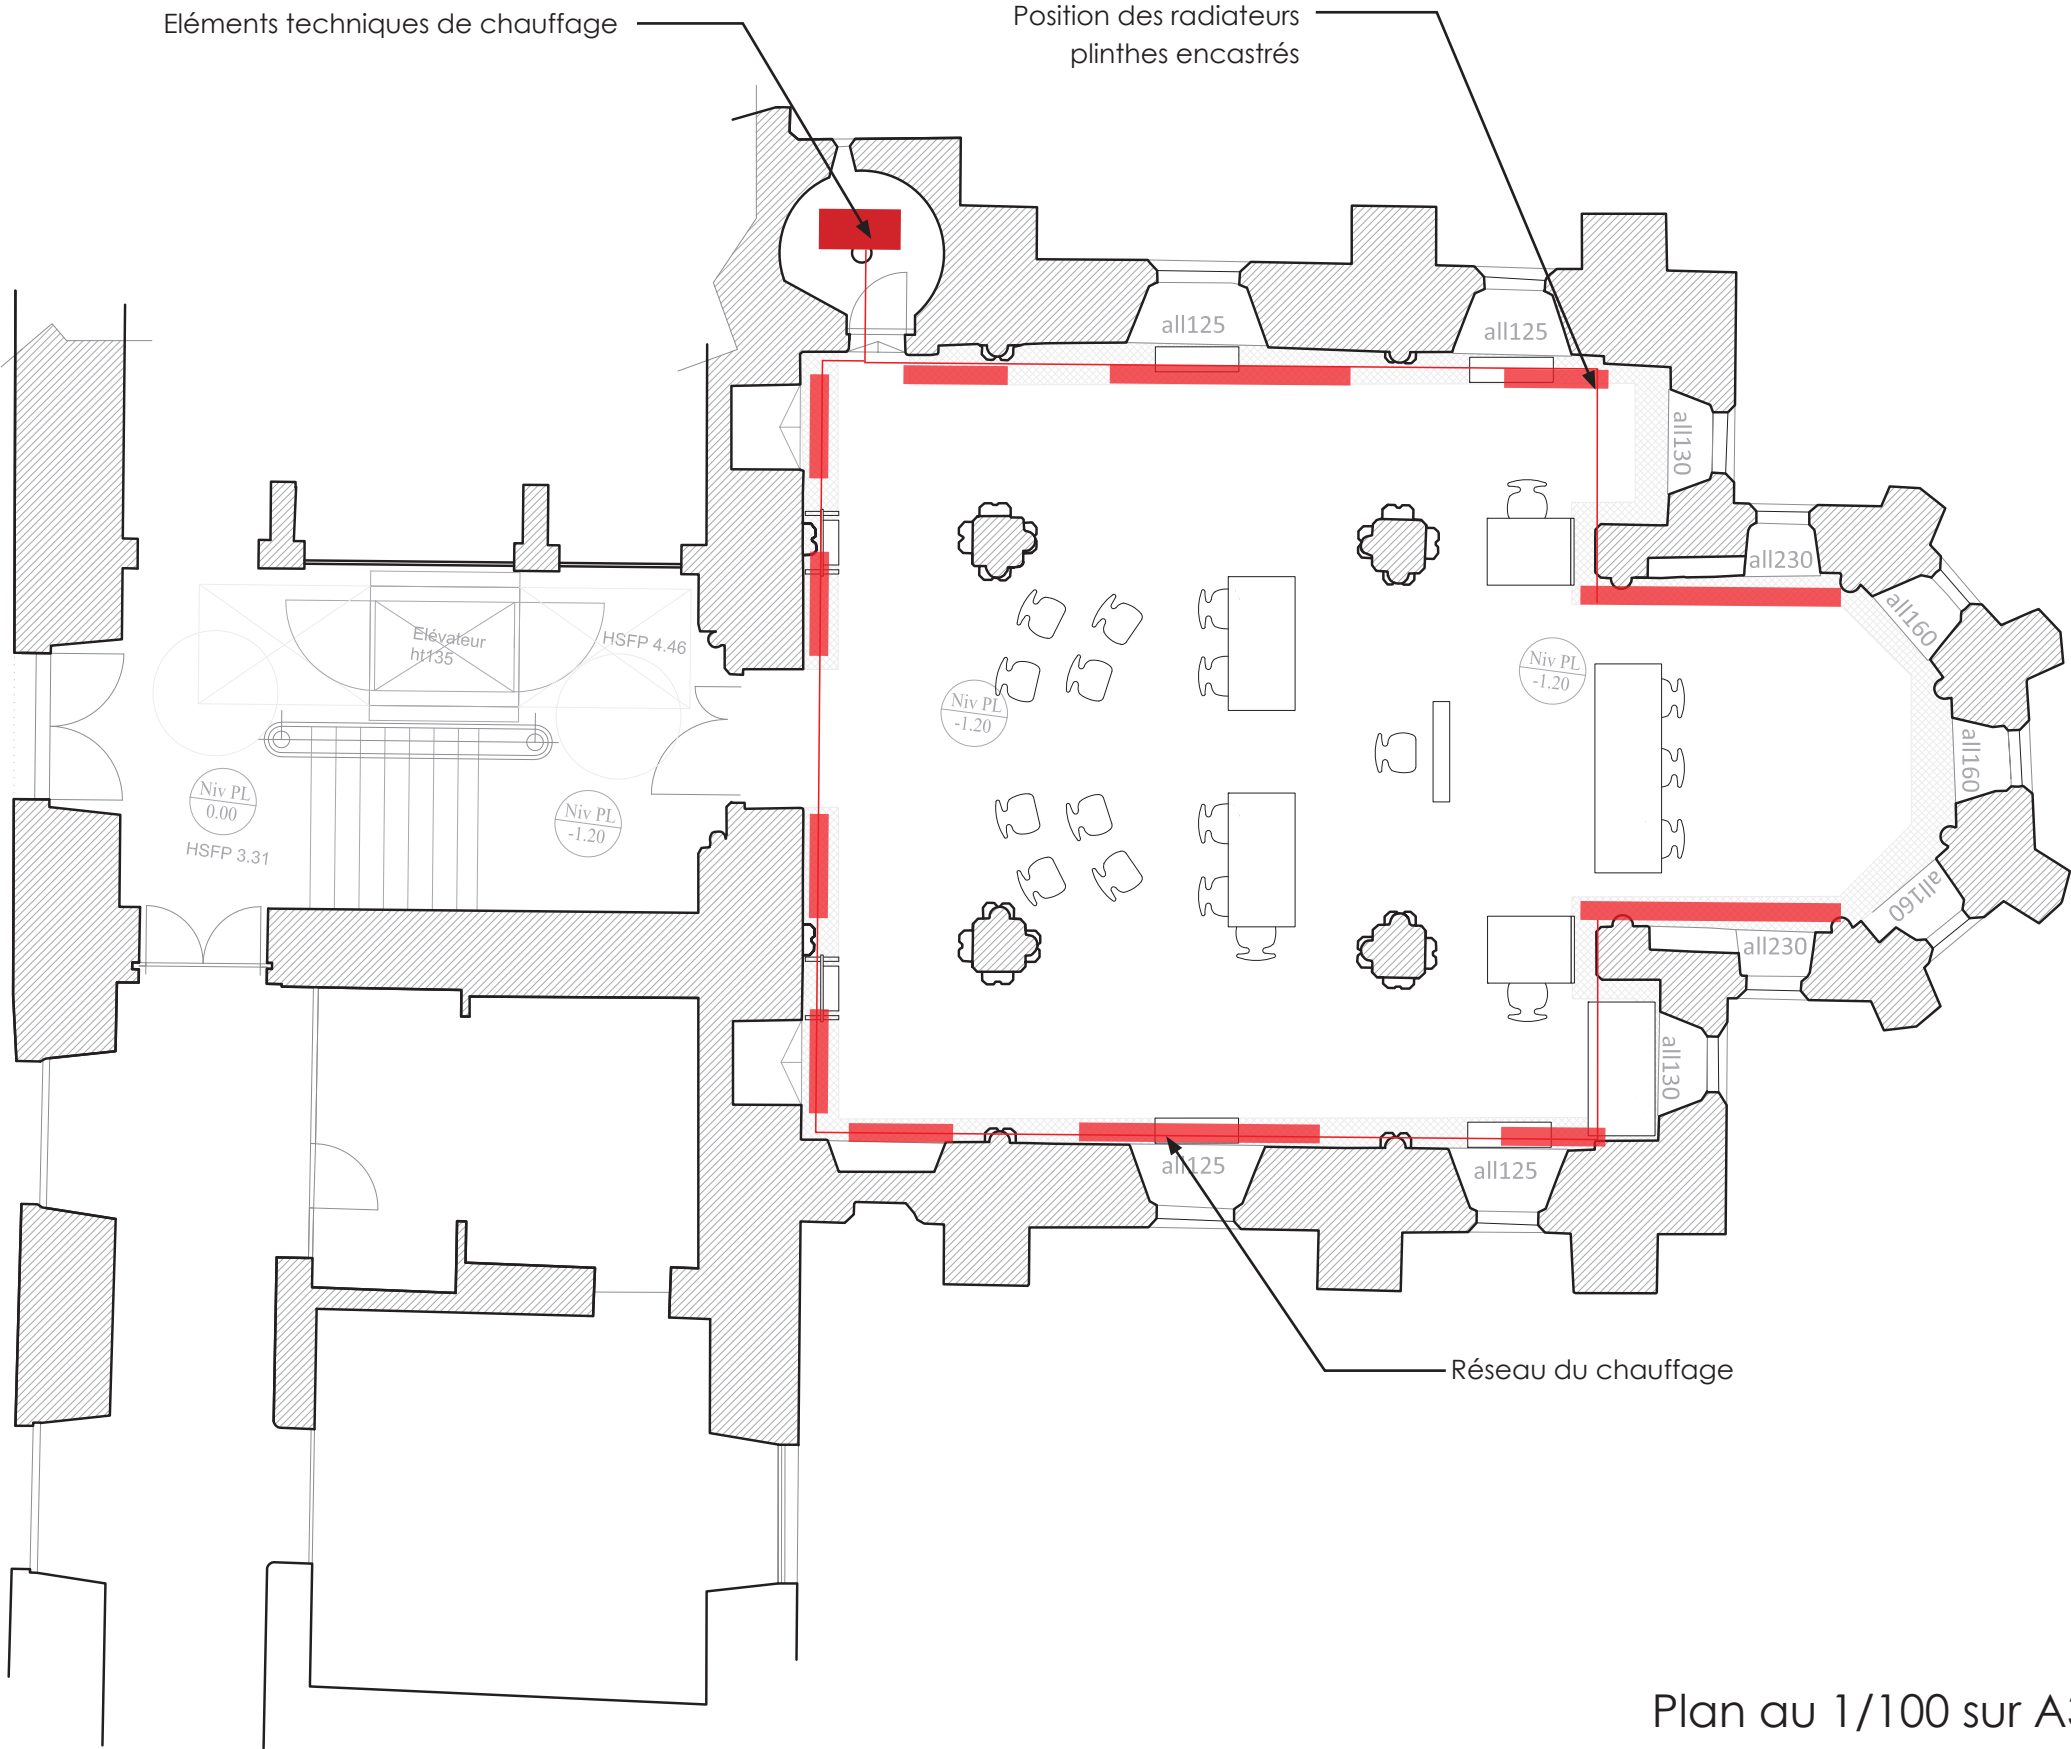 Eléments techniques de chauffage
Position des radiateurs
plinthes encastrés
all125
all125
all130
all230
all160
Elévateur
ht135
HSFP 4.46
Niv PL
-1.20
Niv PL
-1.20
all160
Niv PL
0.00
HSFP 3.31
Niv PL
-1.20
all160
all230
all130
all125
all125
Réseau du chauffage
Plan au 1/100 sur A